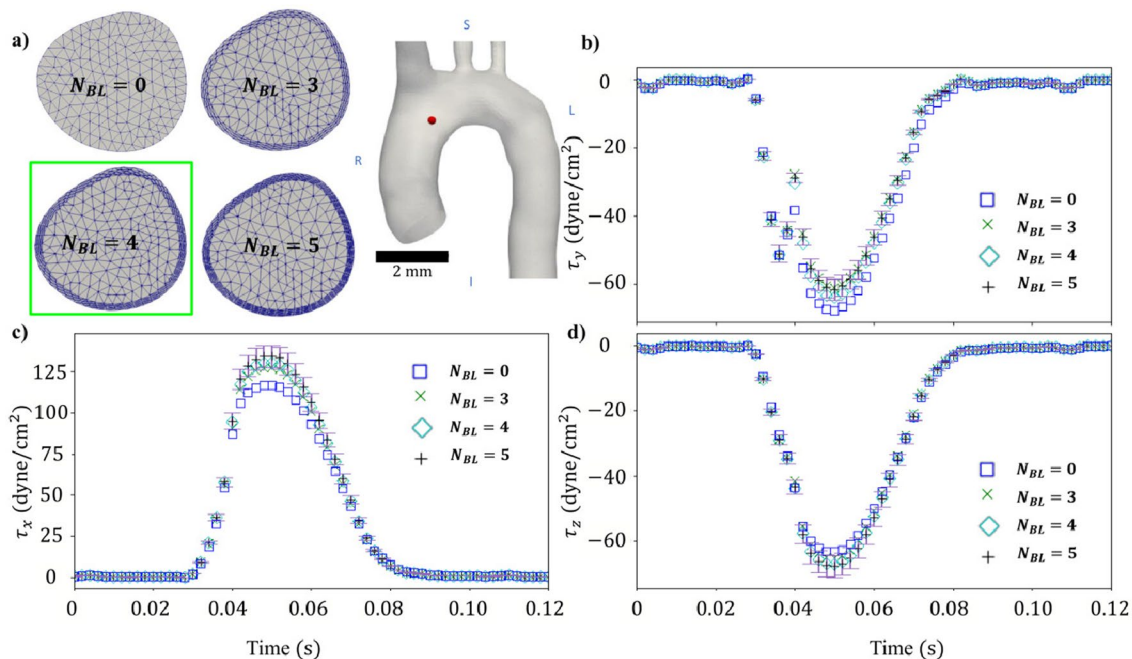 a)
N_BL = 0
N_BL = 3
N_BL = 4
N_BL = 5
S
L
R
I
2 mm
b)
0
−20
−40
−60
τ_y (dyne/cm²)
N_BL = 0
N_BL = 3
N_BL = 4
N_BL = 5
c)
125
100
75
50
25
0
τ_x (dyne/cm²)
N_BL = 0
N_BL = 3
N_BL = 4
N_BL = 5
0 0.02 0.04 0.06 0.08 0.10 0.12
Time (s)
d)
0
−20
−40
−60
τ_z (dyne/cm²)
N_BL = 0
N_BL = 3
N_BL = 4
N_BL = 5
0 0.02 0.04 0.06 0.08 0.10 0.12
Time (s)